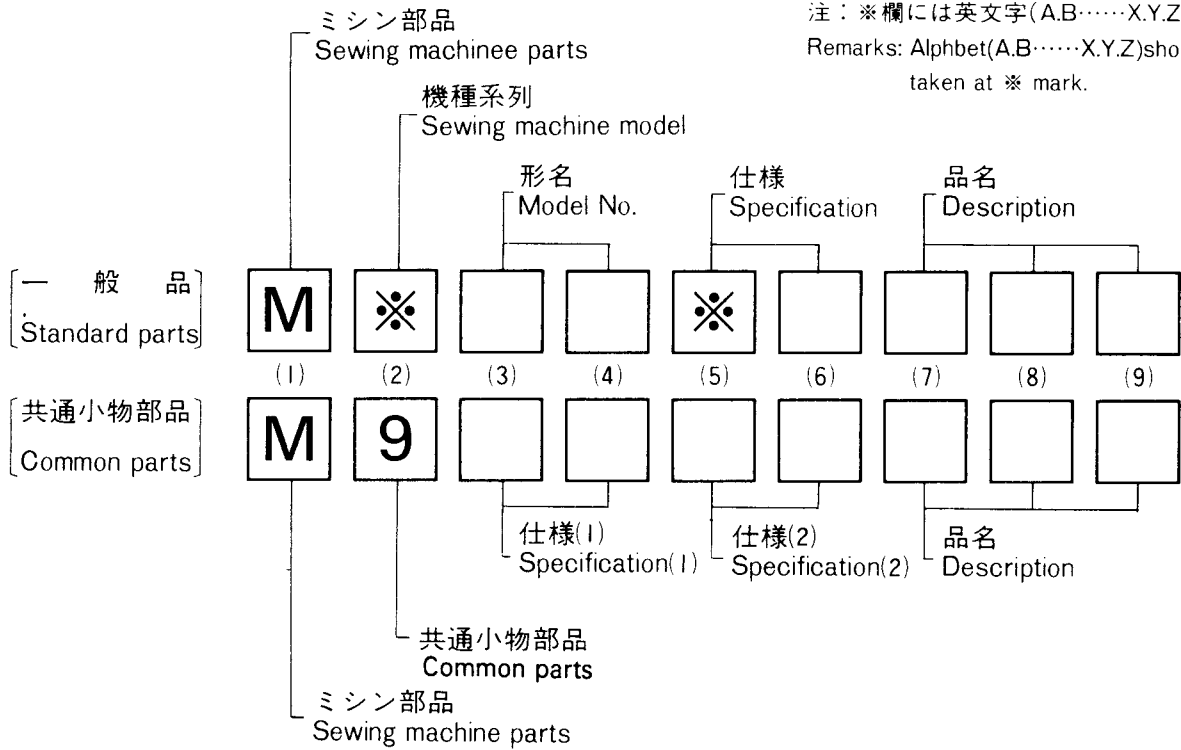 ミシン部品
Sewing machinee parts
注：※欄には英文字(A.B……X.Y.Z
Remarks: Alphbet(A.B……X.Y.Z)sho
taken at ※ mark.
機種系列
Sewing machine model
形名
Model No.
仕様
Specification
品名
Description
一般品
Standard parts
M ※ ※
(1) (2) (3) (4) (5) (6) (7) (8) (9)
共通小物部品
Common parts
M 9
仕様(1)
Specification(1)
仕様(2)
Specification(2)
品名
Description
共通小物部品
Common parts
ミシン部品
Sewing machine parts